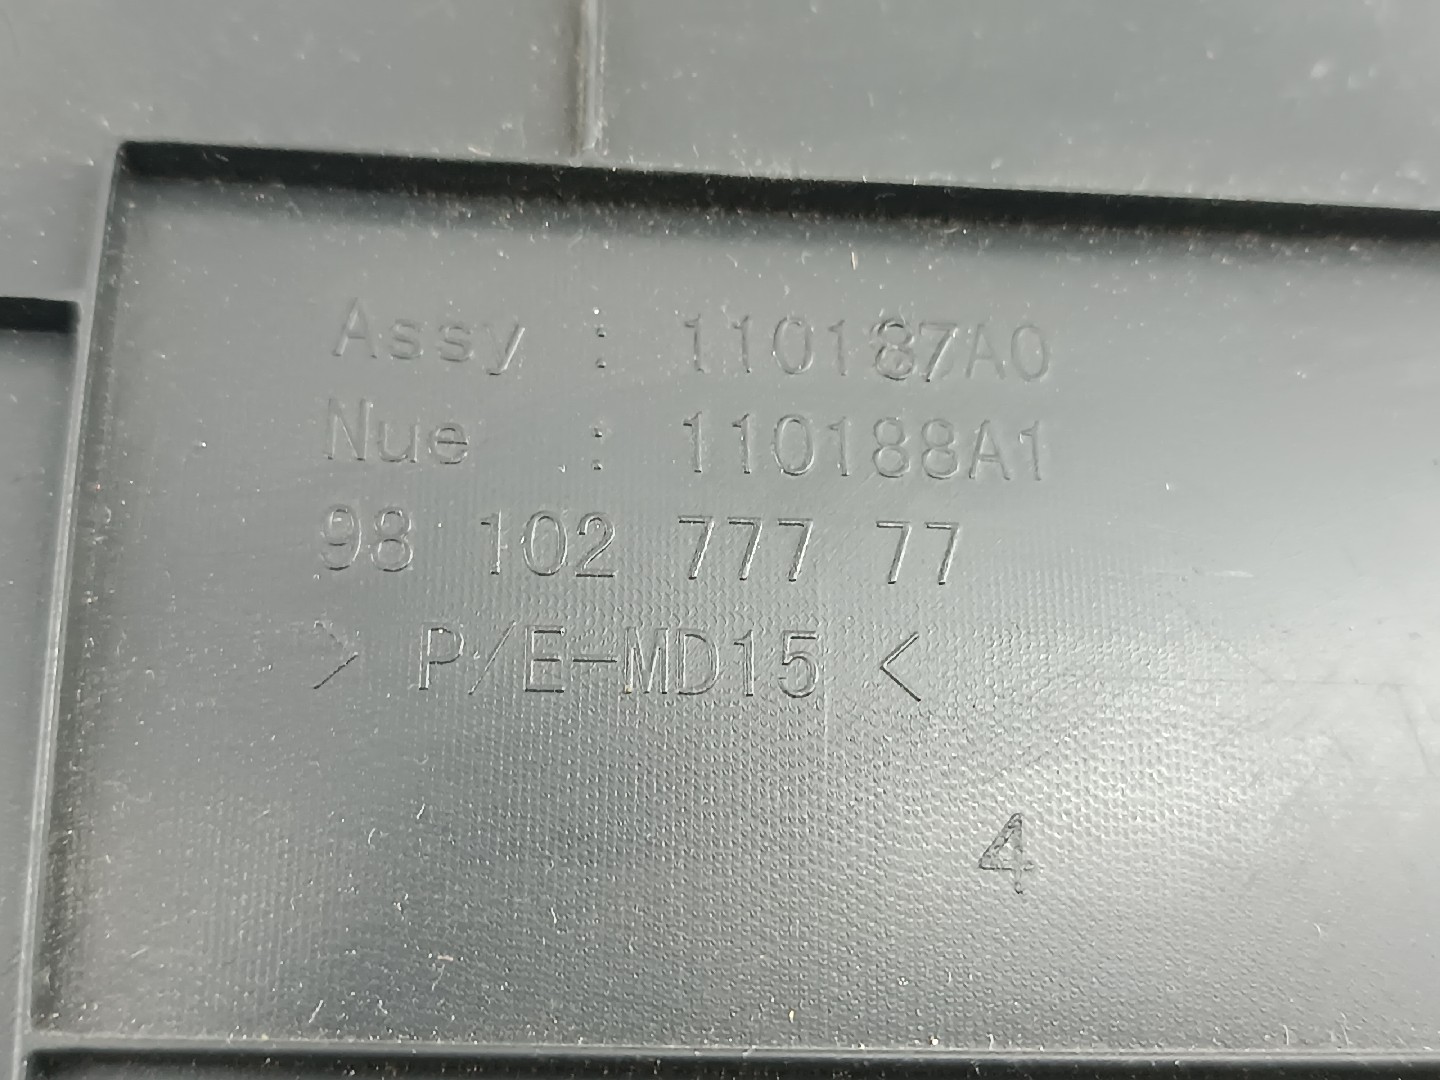 Assy : 110187A0
Nue : 110188A1
98 102 777 77
> P/E-MD15 <
4